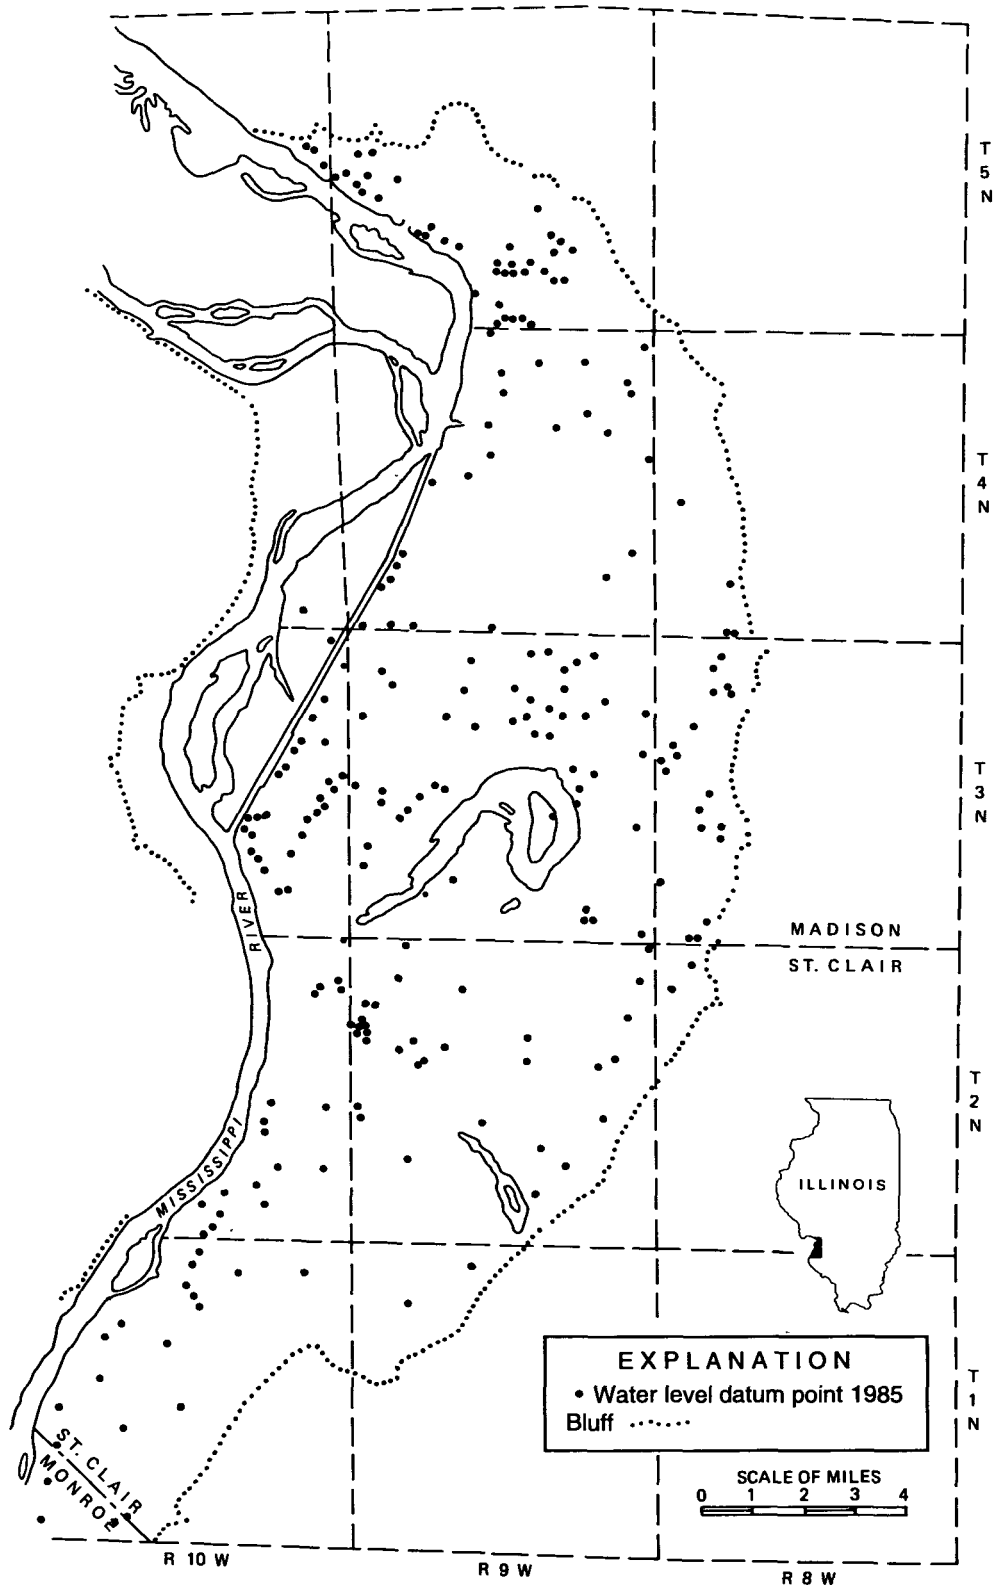 T
5
N
T
4
N
T
3
N
RIVER
MADISON
ST. CLAIR
T
2
N
MISSISSIPPI
ILLINOIS
EXPLANATION
• Water level datum point 1985
Bluff ········
T
1
N
ST. CLAIR
MONROE
SCALE OF MILES
0 1 2 3 4
R 10 W
R 9 W
R 8 W